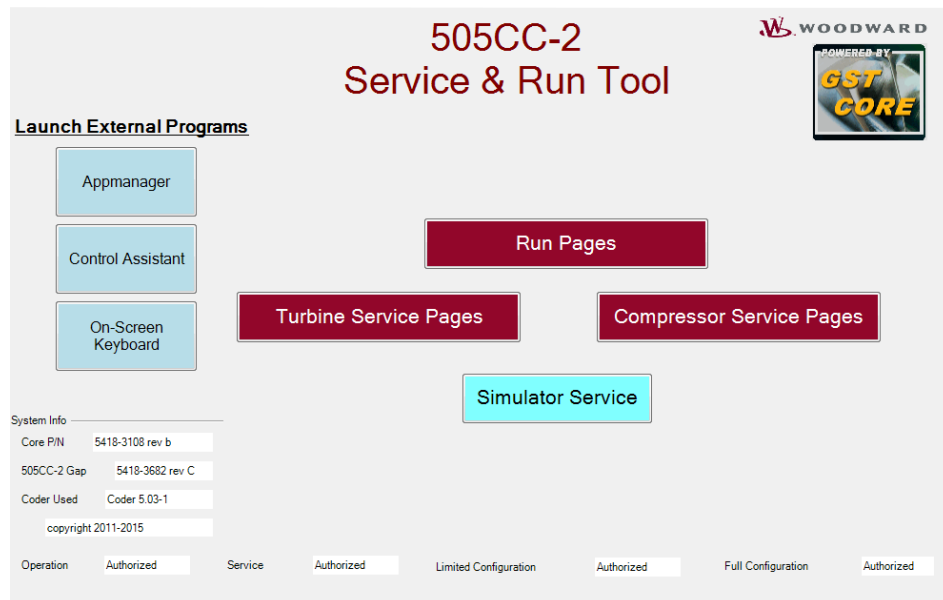 505CC-2
Service & Run Tool
WOODWARD
POWERED BY
GST
CORE
Launch External Programs
Appmanager
Control Assistant
On-Screen
Keyboard
Run Pages
Turbine Service Pages
Compressor Service Pages
Simulator Service
System Info
Core P/N 5418-3108 rev b
505CC-2 Gap 5418-3682 rev C
Coder Used Coder 5.03-1
copyright 2011-2015
Operation Authorized Service Authorized Limited Configuration Authorized Full Configuration Authorized